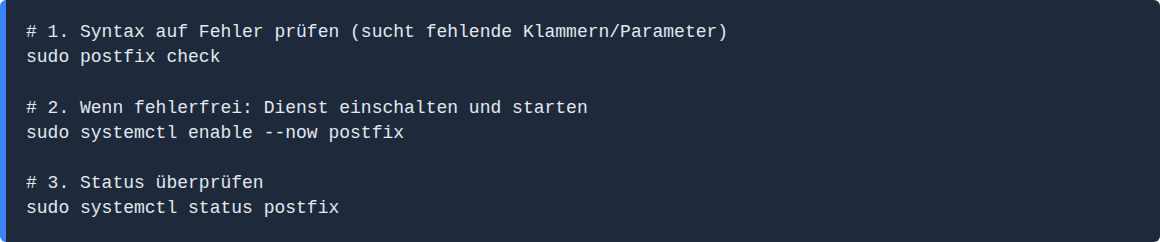 # 1. Syntax auf Fehler prüfen (sucht fehlende Klammern/Parameter)
sudo postfix check
# 2. Wenn fehlerfrei: Dienst einschalten und starten
sudo systemctl enable --now postfix
# 3. Status überprüfen
sudo systemctl status postfix